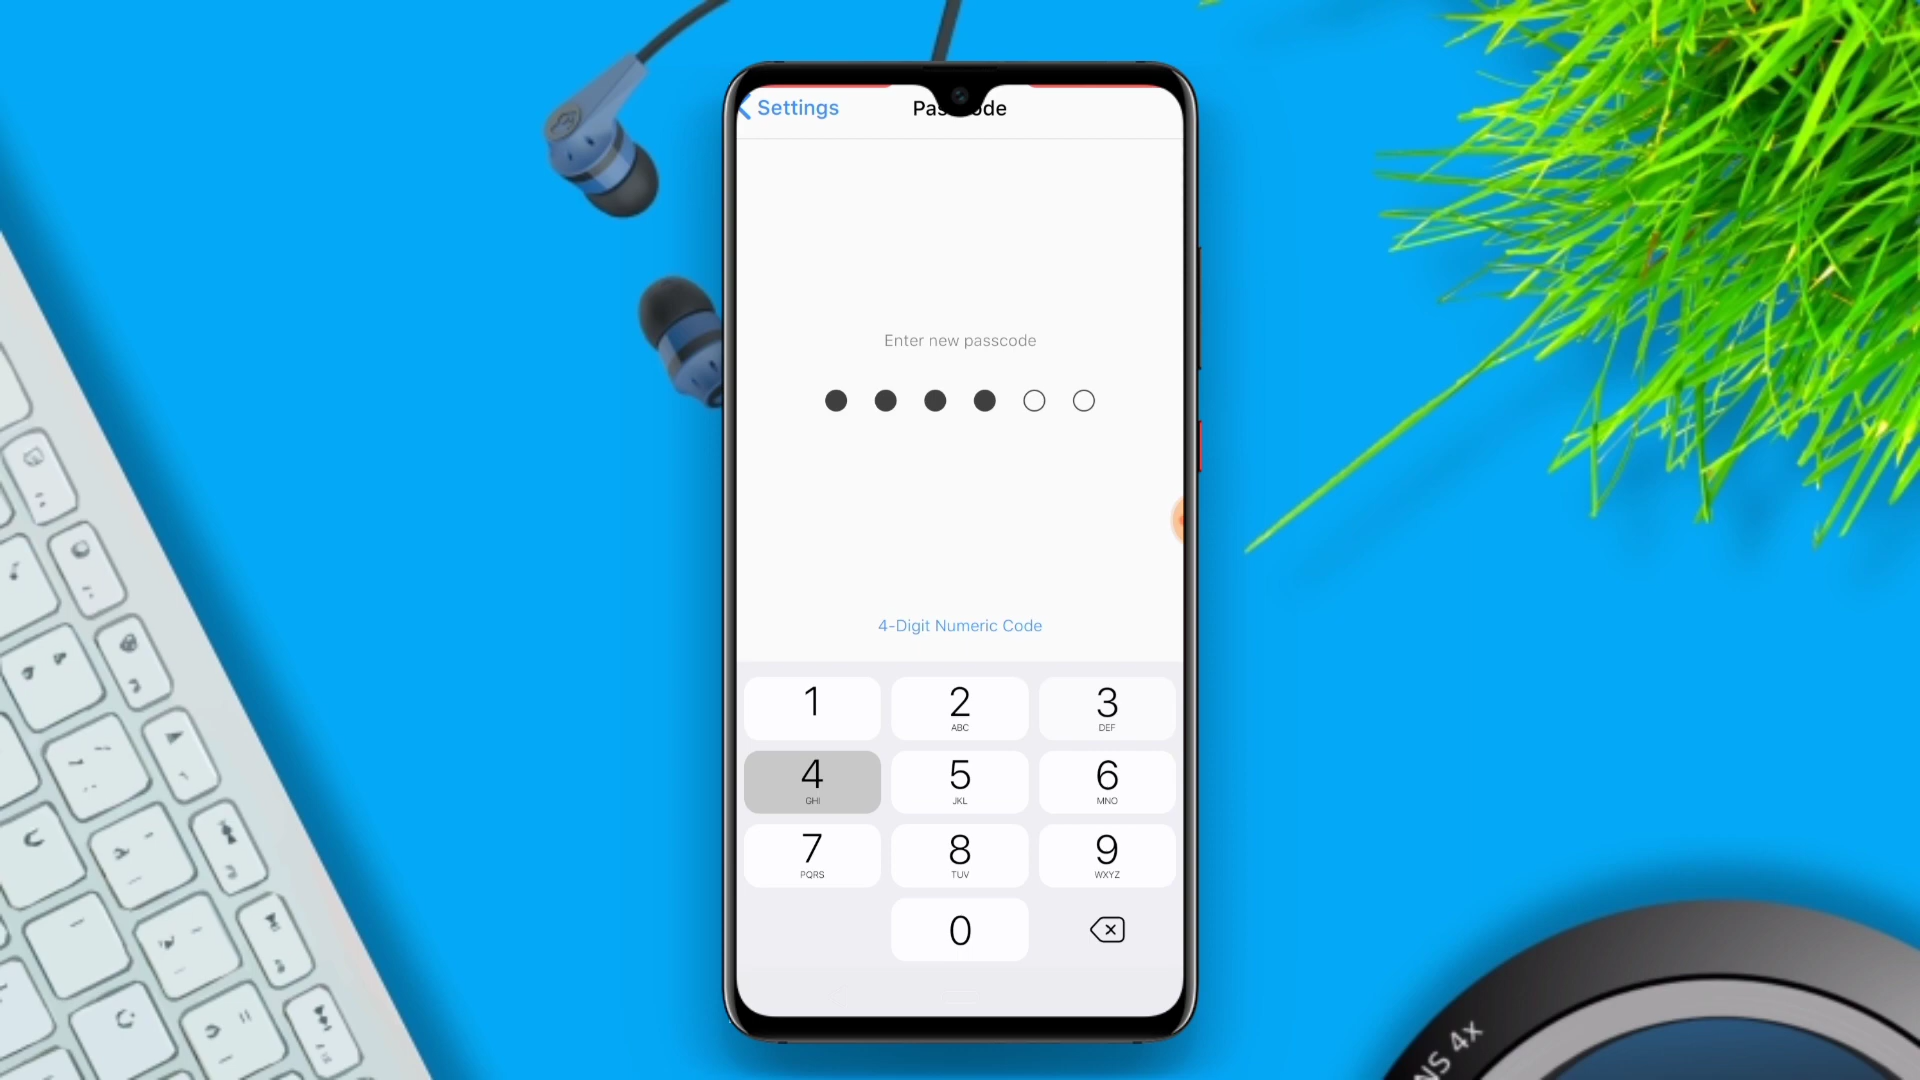 Settings
Enter new passcode
4-Digit Numeric Code
1
2
ABC
3
DEF
4
GHI
5
JKL
6
MNO
7
PQRS
8
TUV
9
WXYZ
0
4x